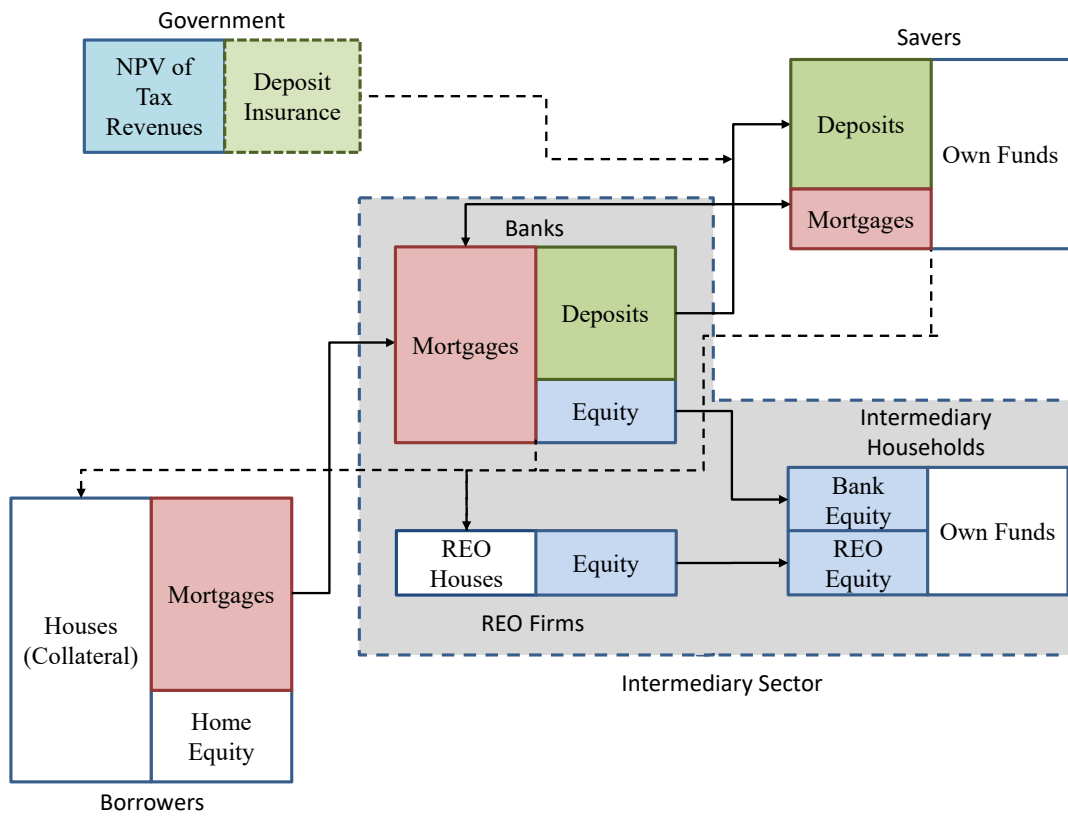 Government
NPV of
Tax
Revenues
Deposit
Insurance
Savers
Deposits
Own Funds
Mortgages
Banks
Mortgages
Deposits
Equity
Intermediary
Households
Bank
Equity
Own Funds
REO
Equity
REO
Houses
Equity
REO Firms
Intermediary Sector
Houses
(Collateral)
Mortgages
Home
Equity
Borrowers